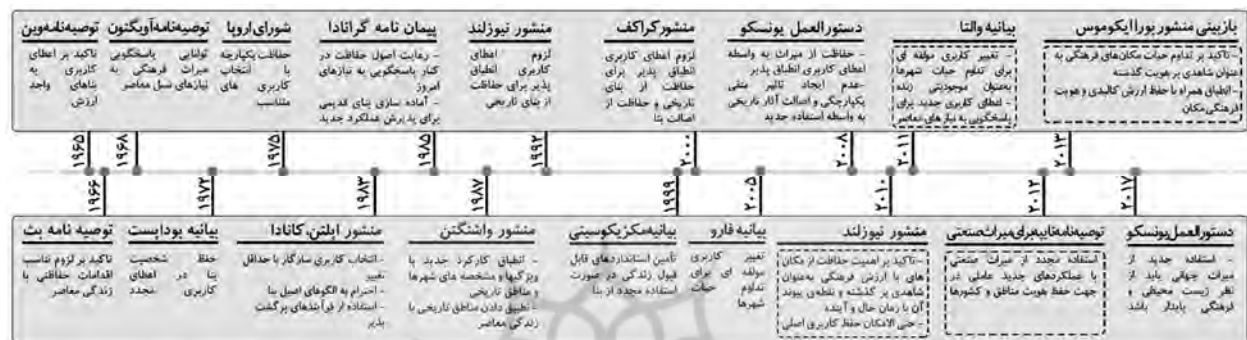 بازبینی منشور بورا ایکوموس
-تاکید بر تداوم حیات مکان‌های فرهنگی به
عنوان شاهدی بر هویت گذشته
- انطباق همراه با حفظ ارزش کالبدی و هویت
فرهنگی مکان
بیانیه والتا
- تغییر کاربری مولفه ای
برای تداوم حیات شهرها
بعنوان موجودیتی زنده
- اعطای کاربری جدید برای
پاسخگویی به نیازهای معاصر
دستورالعمل یونسکو
- حفاظت از میراث به واسطه
اعطای کاربری انطباق پذیر
-عدم ایجاد تاثیر منفی
یکپارچگی و اصالت آثار تاریخی
به واسطه استفاده جدید
منشور کراکف
لزوم اعطای کاربری
انطباق پذیر برای
حفاظت از بنای
تاریخی و حفاظت از
اصالت بنا
منشور نیوزلند
لزوم اعطای
کاربری انطباق
پذیر برای حفاظت
از بنای تاریخی
پیمان نامه گرانادا
- رعایت اصول حفاظت در
کنار پاسخگویی به نیازهای
امروز
- آماده سازی بنای قدیمی
برای پذیرش عملکرد جدید
شورای اروپا
حفاظت یکپارچه
با انتخاب
کاربری های
متناسب
توصیه‌نامه آویگنون
توانایی پاسخگویی
میراث فرهنگی به
نیازهای نسل معاصر
توصیه‌نامه وین
تاکید بر اعطای
کاربری به
بناهای واجد
ارزش
۱۹۶۵
۱۹۶۸
۱۹۷۵
۱۹۸۵
۱۹۹۲
۲۰۰۰
۲۰۰۸
۲۰۱۱
۲۰۱۳
۱۹۶۶
۱۹۷۲
۱۹۸۳
۱۹۸۷
۱۹۹۹
۲۰۰۵
۲۰۱۰
۲۰۱۲
۲۰۱۷
دستورالعمل یونسکو
- استفاده جدید از
میراث جهانی باید از
نظر زیست محیطی و
فرهنگی پایدار باشد
توصیه‌نامه تایپه برای میراث صنعتی
استفاده مجدد از میراث صنعتی
با عملکردهای جدید عاملی در
جهت حفظ هویت مناطق و کشورها
منشور نیوزلند
-تاکید بر اهمیت حفاظت از مکان
های با ارزش فرهنگی به‌عنوان
شاهدی بر گذشته و نقطه‌ی پیوند
آن با زمان حال و آینده
- حتی الامکان حفظ کاربری اصلی
بیانیه فارو
تغییر کاربری
مولفه ای برای
تداوم حیات
شهرها
بیانیه مکزیکوسیتی
تأمین استانداردهای قابل
قبول زندگی در صورت
استفاده مجدد از بنا
منشور واشنگتن
- انطباق کارکرد جدید با
ویژگیها و مشخصه های شهرها
و مناطق تاریخی
- تطبیق دادن مناطق تاریخی با
زندگی معاصر
منشور اپلتن، کانادا
-انتخاب کاربری سازگار با حداقل
تغییر
- احترام به الگوهای اصیل بنا
- استفاده از فرآیندهای برگشت
پذیر
بیانیه بوداپست
حفظ شخصیت
بنا در اعطای
کاربری مجدد
توصیه نامه بث
تاکید بر لزوم تناسب
اقدامات حفاظتی با
زندگی معاصر